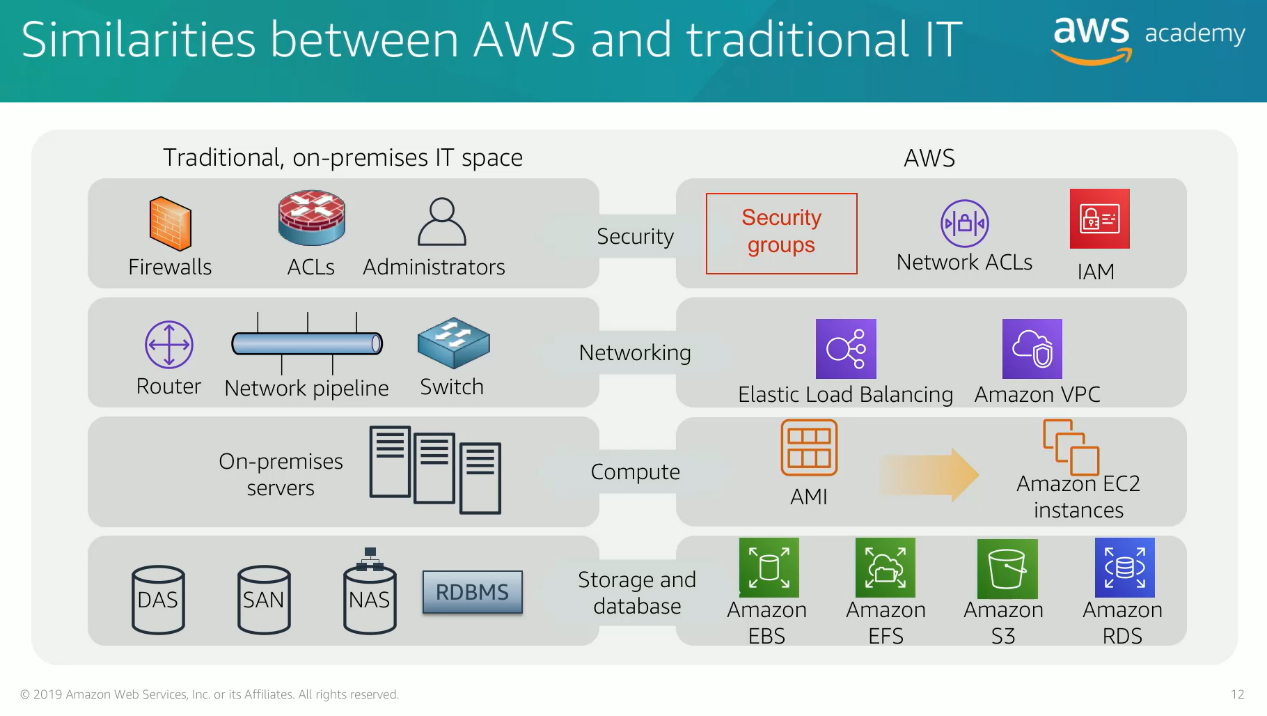 Similarities between AWS and traditional IT
aws academy
Traditional, on-premises IT space
AWS
Firewalls
ACLs
Administrators
Security
Security
groups
Network ACLs
IAM
Router
Network pipeline
Switch
Networking
Elastic Load Balancing
Amazon VPC
On-premises
servers
Compute
AMI
Amazon EC2
instances
DAS
SAN
NAS
RDBMS
Storage and
database
Amazon
EBS
Amazon
EFS
Amazon
S3
Amazon
RDS
© 2019 Amazon Web Services, Inc. or its Affiliates. All rights reserved.
12